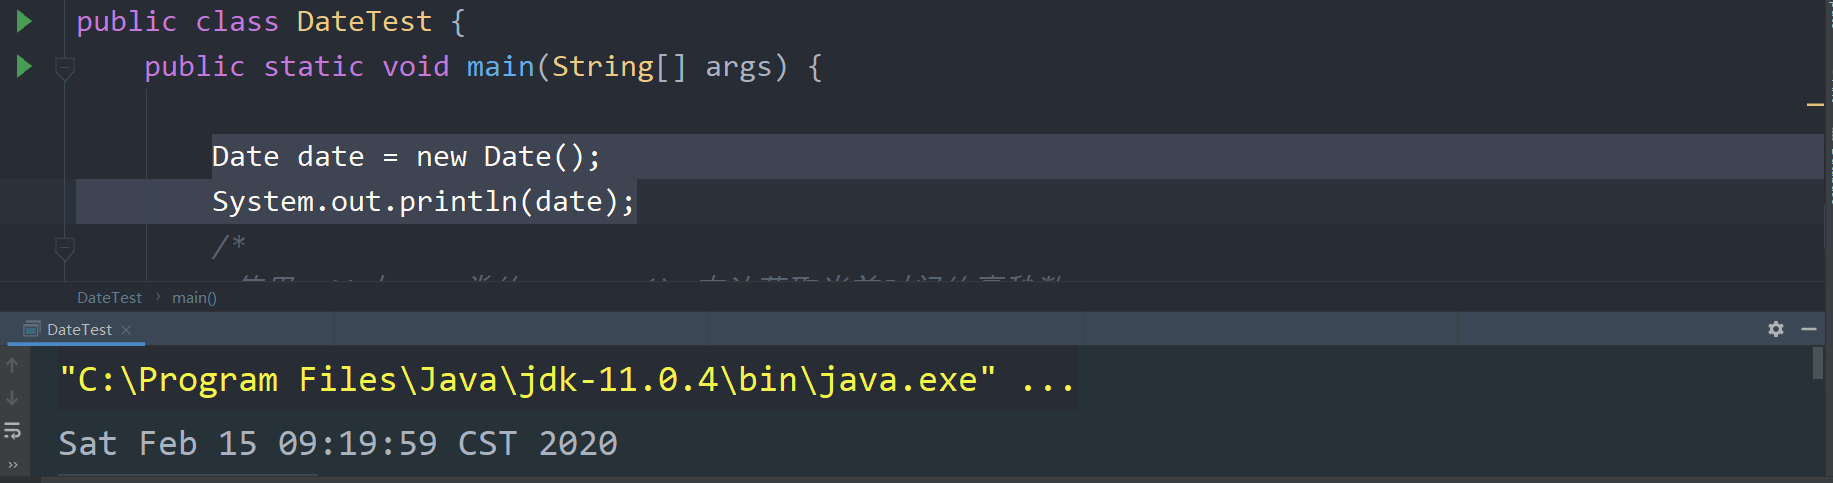 public class DateTest {
public static void main(String[] args) {
Date date = new Date();
System.out.println(date);
/*
DateTest › main()
DateTest ×
"C:\Program Files\Java\jdk-11.0.4\bin\java.exe" ...
Sat Feb 15 09:19:59 CST 2020